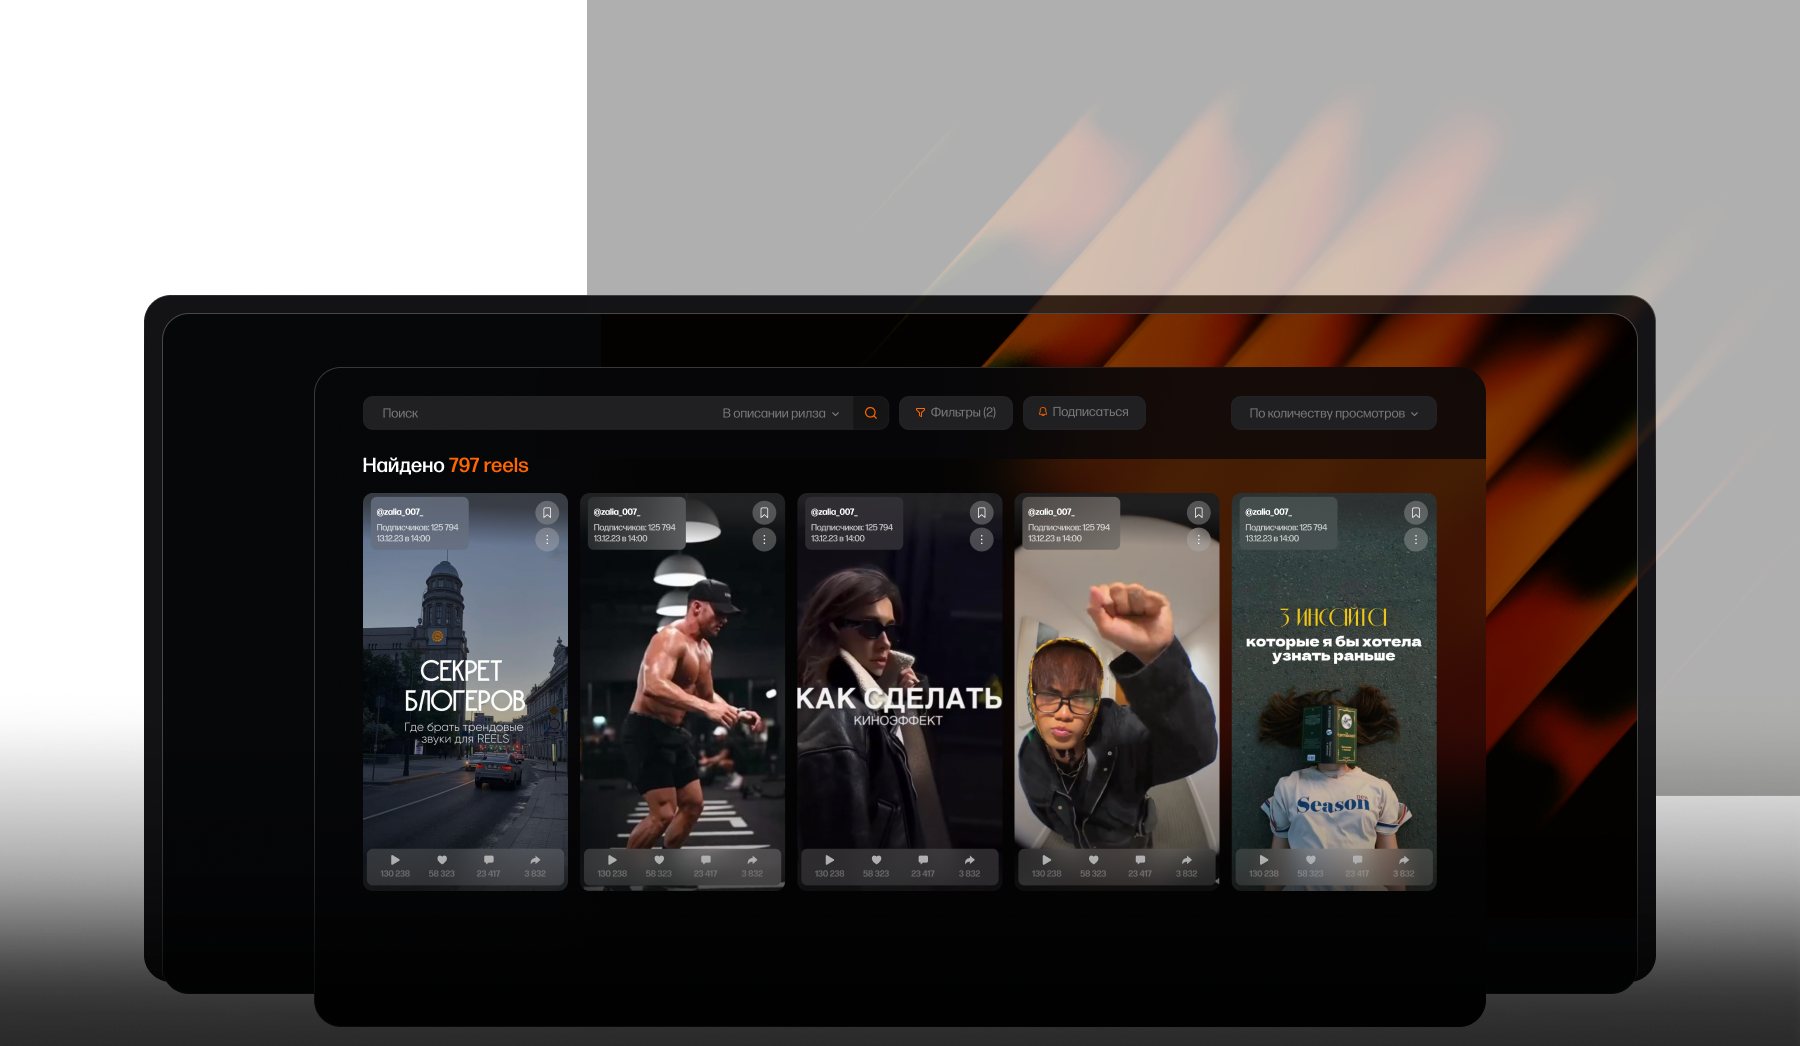 Поиск
В описании рилза
Фильтры (2)
Подписаться
По количеству просмотров
Найдено 797 reels
@zalia_007_
Подписчиков: 125 794
13.12.23 в 14:00
СЕКРЕТ
БЛОГЕРОВ
Где брать трендовые
звуки для REELS
130 238
58 323
23 417
3 832
@zalia_007_
Подписчиков: 125 794
13.12.23 в 14:00
130 238
58 323
23 417
3 832
@zalia_007_
Подписчиков: 125 794
13.12.23 в 14:00
КАК СДЕЛАТЬ
КИНОЭФФЕКТ
130 238
58 323
23 417
3 832
@zalia_007_
Подписчиков: 125 794
13.12.23 в 14:00
130 238
58 323
23 417
3 832
@zalia_007_
Подписчиков: 125 794
13.12.23 в 14:00
3 ИНСАЙТА
которые я бы хотела
узнать раньше
Season
130 238
58 323
23 417
3 832